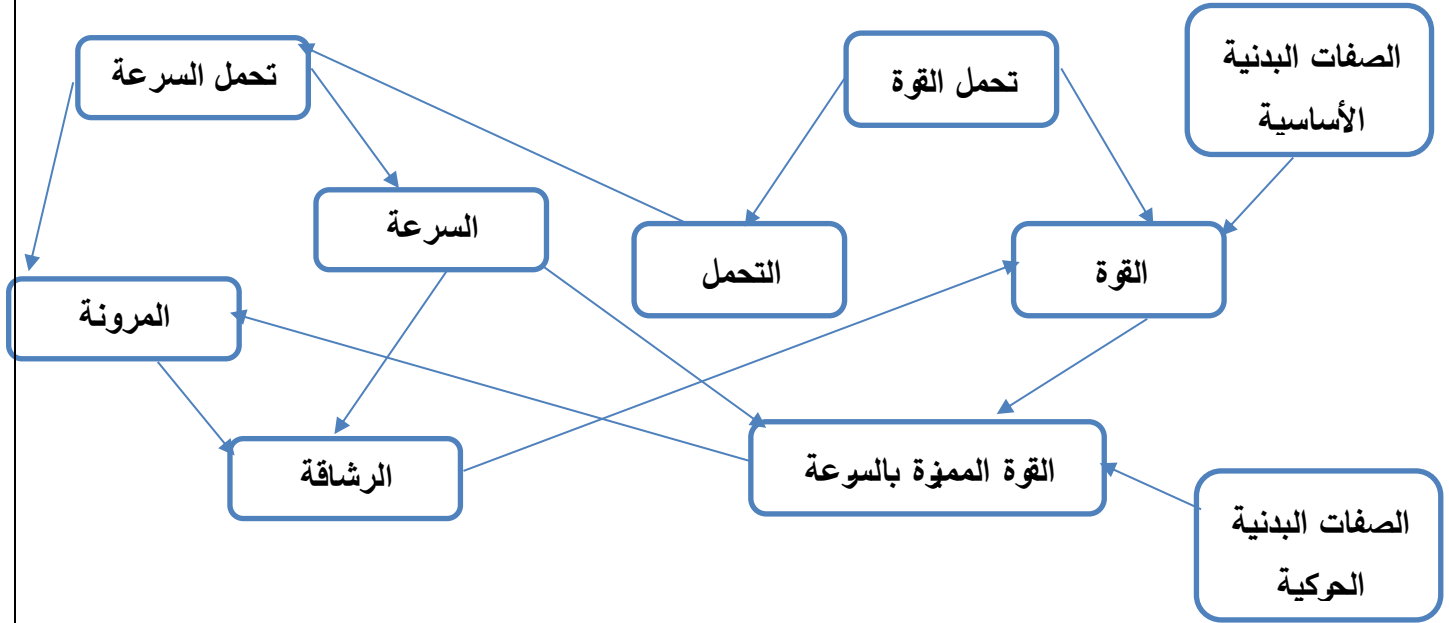 الصفات البدنية
الأساسية
تحمل القوة
تحمل السرعة
السرعة
التحمل
القوة
المرونة
الرشاقة
القوة المميزة بالسرعة
الصفات البدنية
الحركية